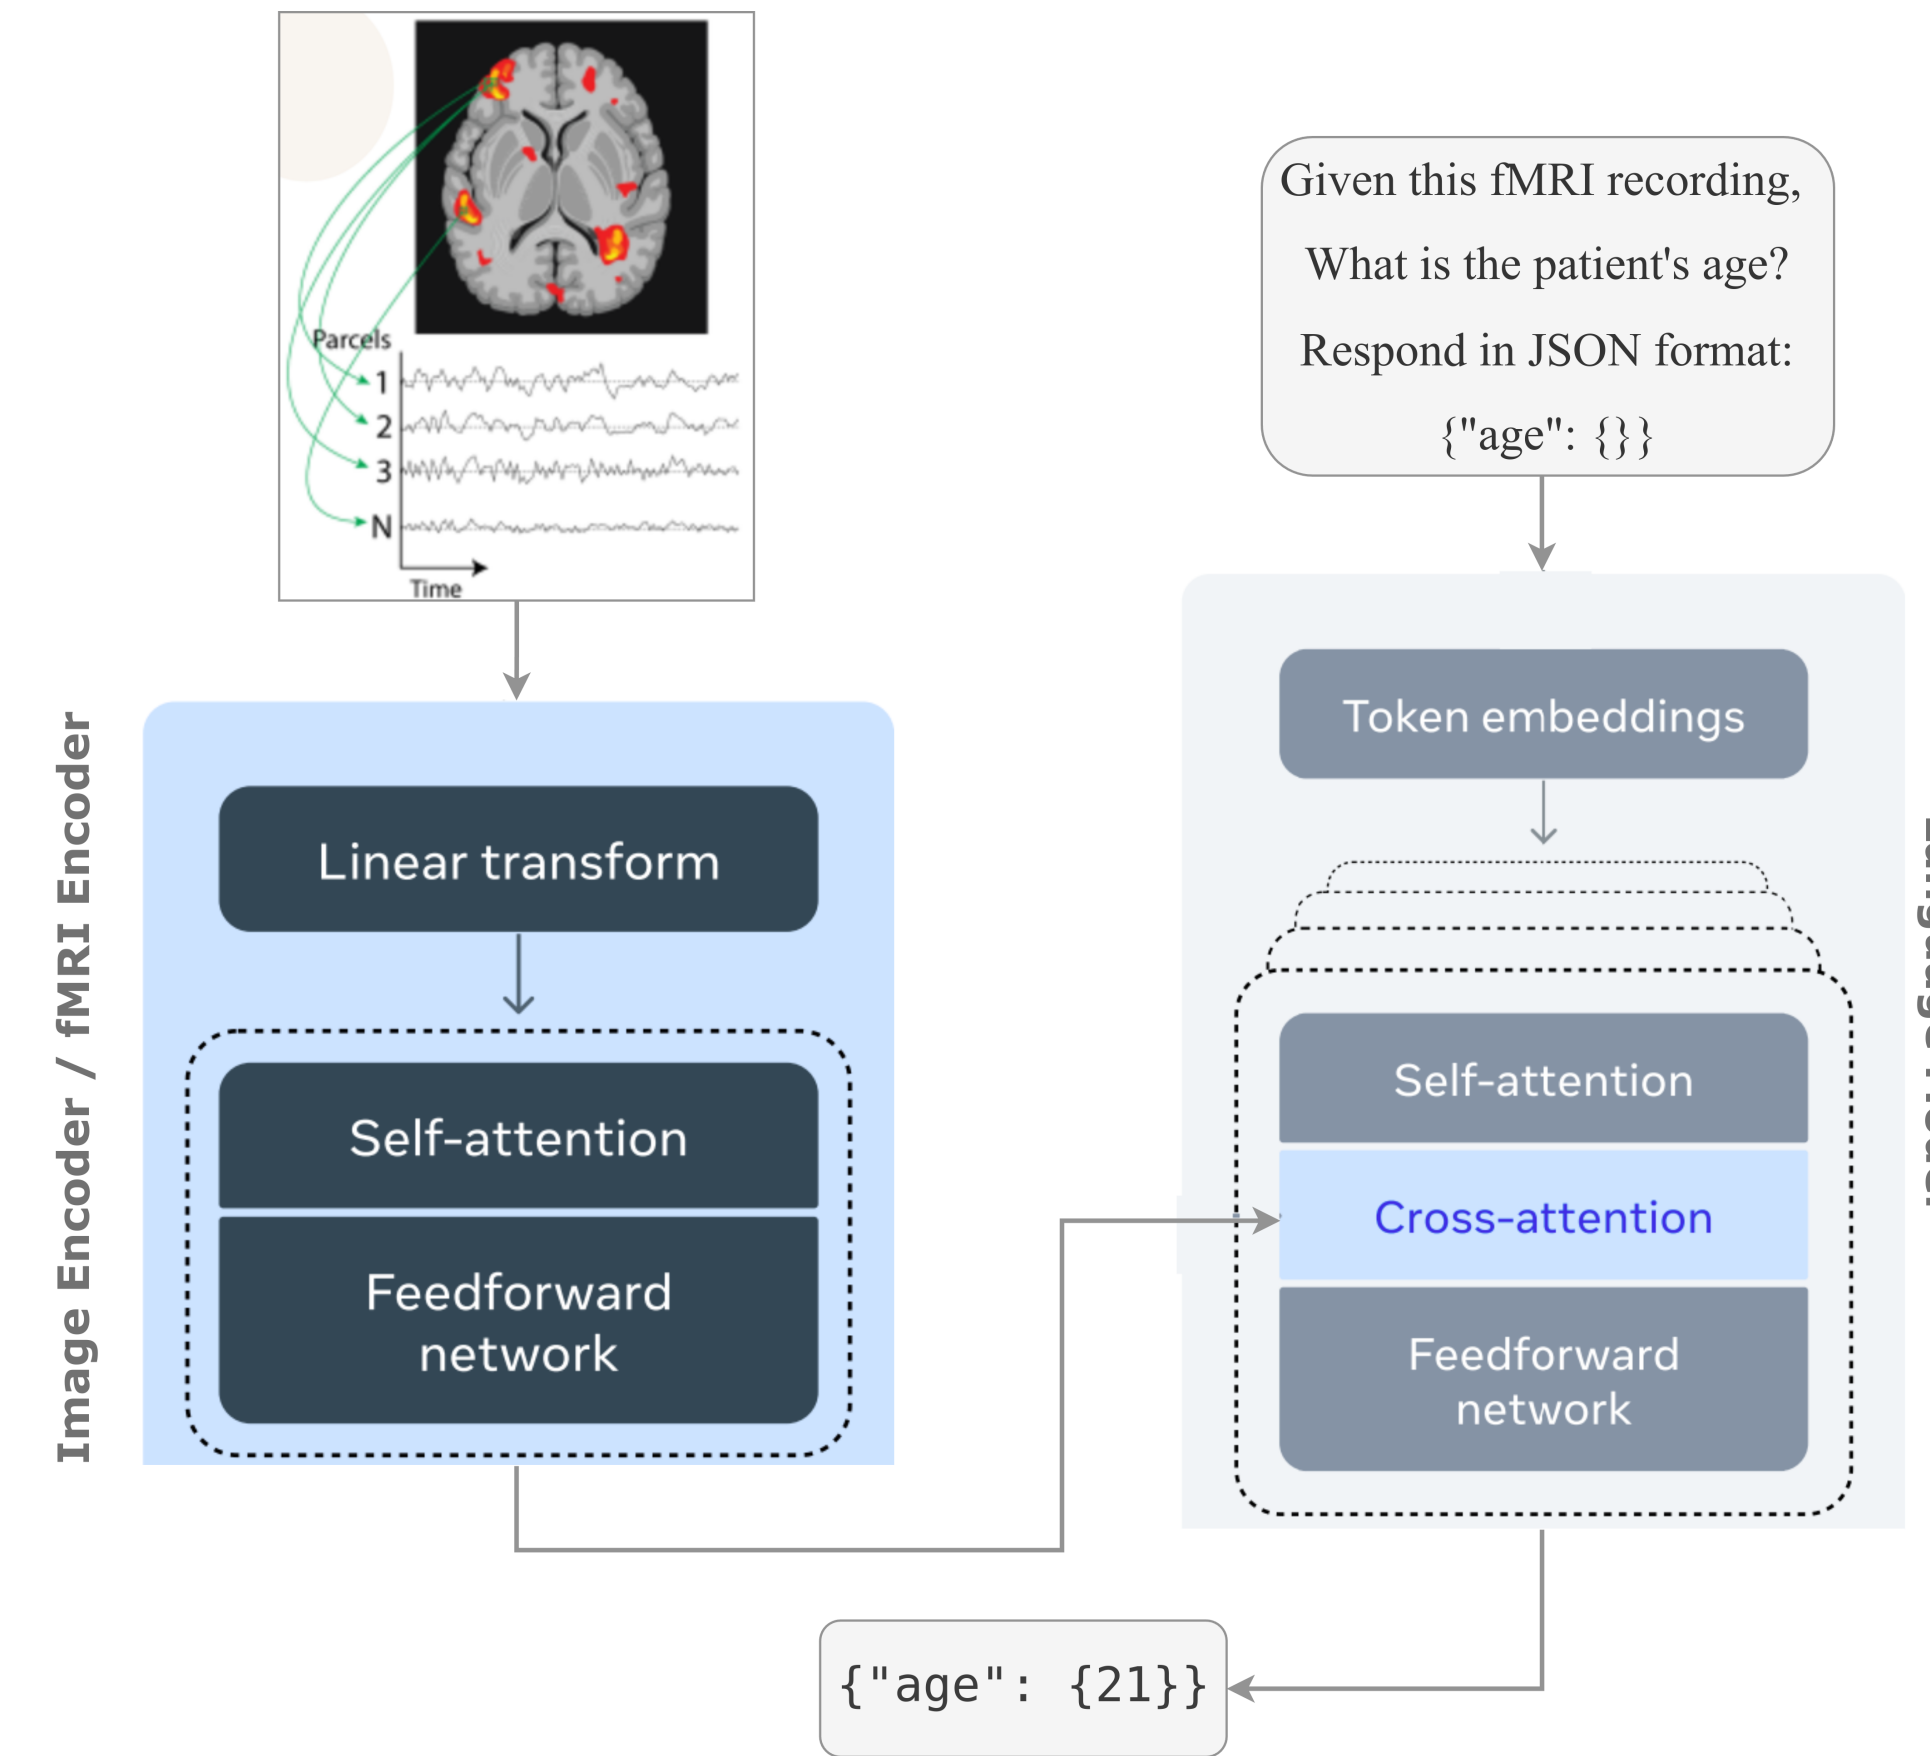 Parcels
1
2
3
N
Time
Image Encoder / fMRI Encoder
Linear transform
Self-attention
Feedforward
network
Given this fMRI recording,
What is the patient's age?
Respond in JSON format:
{"age": {}}
Token embeddings
Self-attention
Cross-attention
Feedforward
network
{"age": {21}}